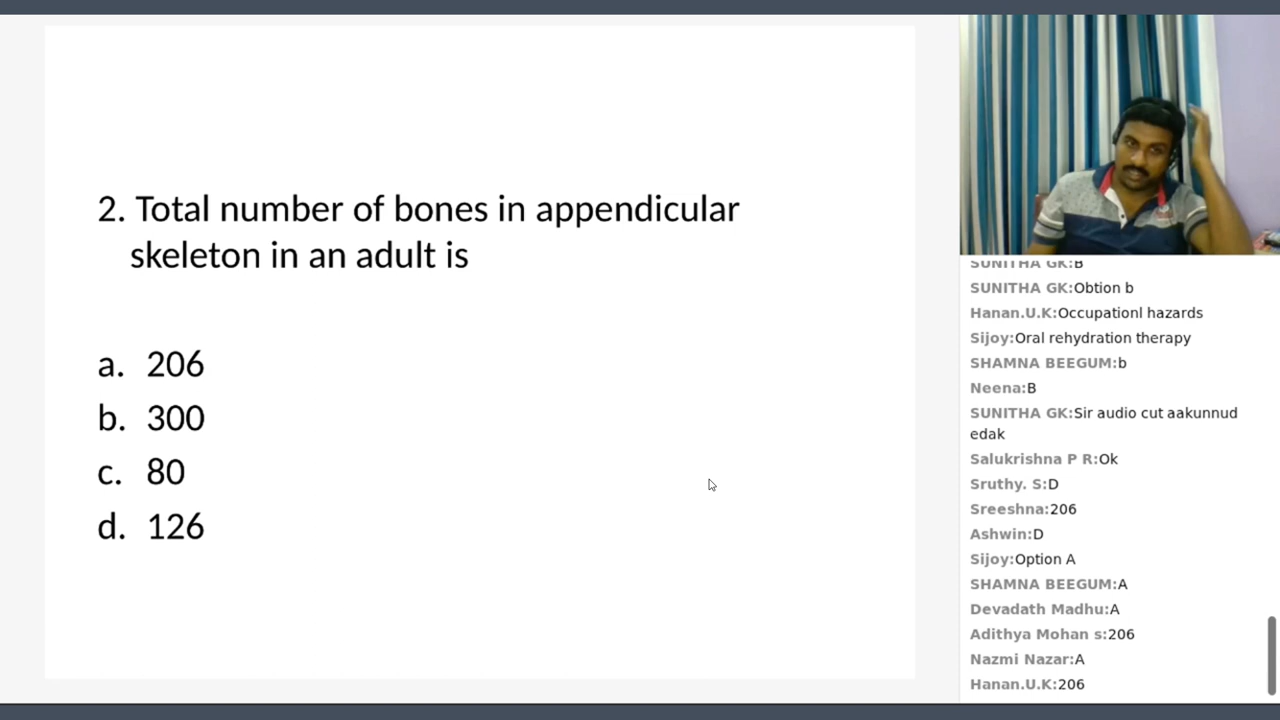 2. Total number of bones in appendicular
skeleton in an adult is
a. 206
b. 300
c. 80
d. 126
SUNITHA GK:B
SUNITHA GK:Obtion b
Hanan.U.K:Occupationl hazards
Sijoy:Oral rehydration therapy
SHAMNA BEEGUM:b
Neena:B
SUNITHA GK:Sir audio cut aakunnud
edak
Salukrishna P R:Ok
Sruthy. S:D
Sreeshna:206
Ashwin:D
Sijoy:Option A
SHAMNA BEEGUM:A
Devadath Madhu:A
Adithya Mohan s:206
Nazmi Nazar:A
Hanan.U.K:206